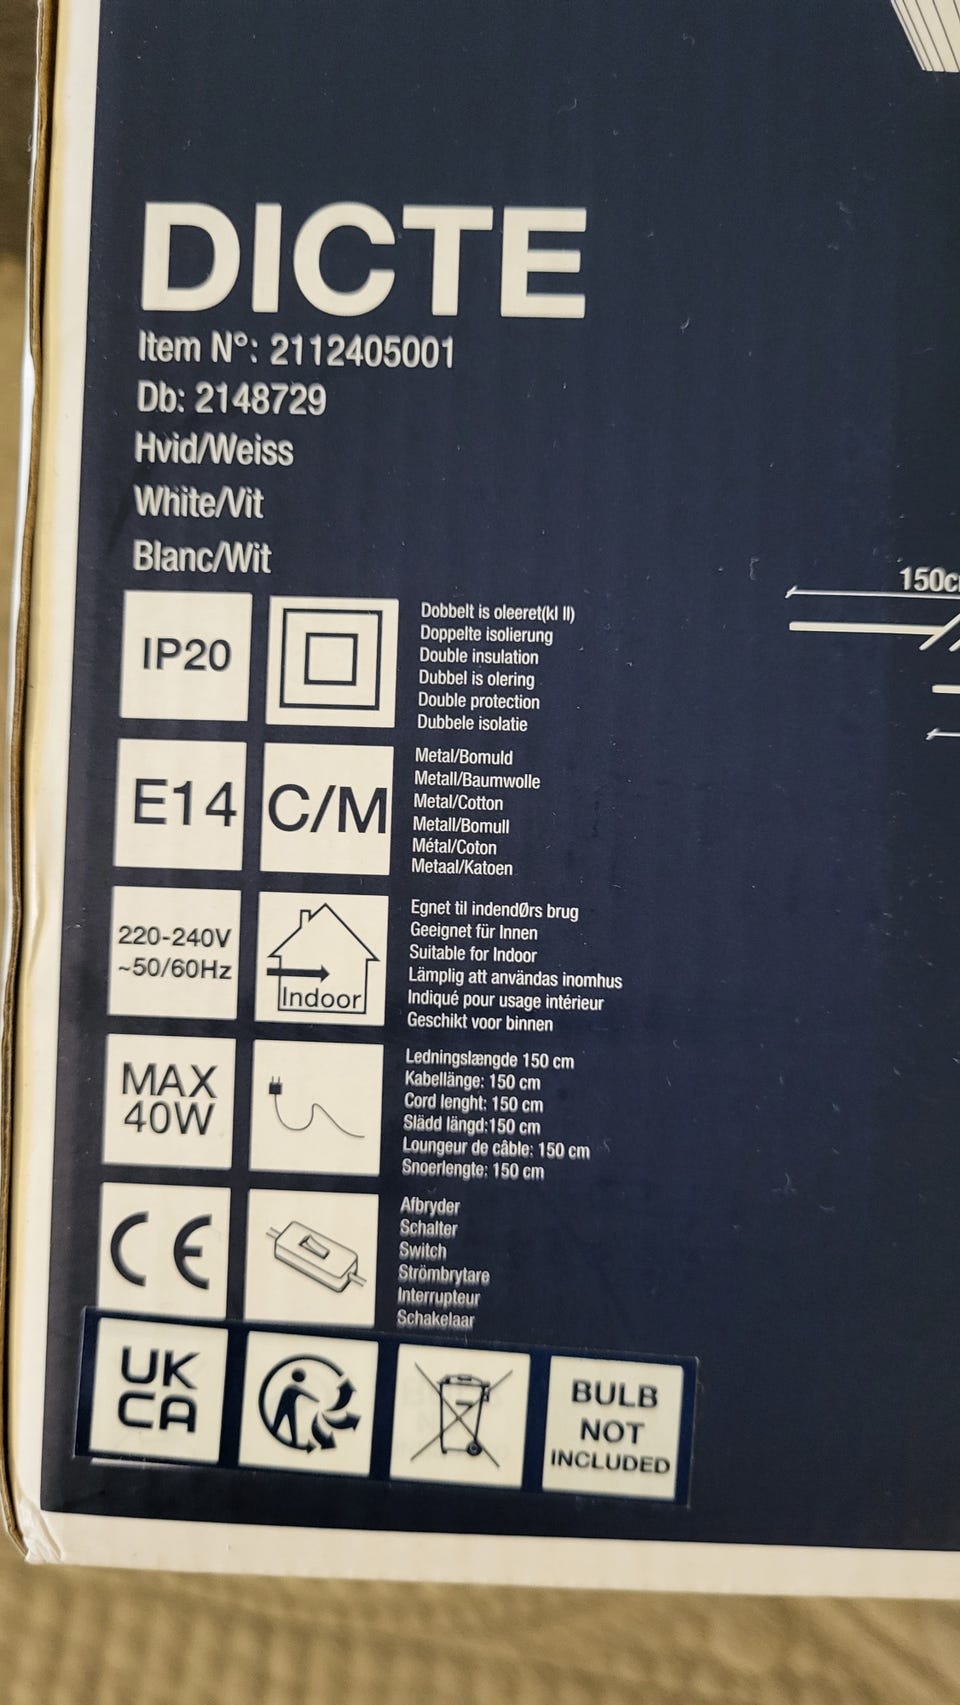 DICTE
Item N°: 2112405001
Db: 2148729
Hvid/Weiss
White/Vit
Blanc/Wit
150c
IP20
Dobbelt is oleeret(kl II)
Doppelte isolierung
Double insulation
Dubbel is olering
Double protection
Dubbele isolatie
E14
C/M
Metal/Bomuld
Metall/Baumwolle
Metal/Cotton
Metall/Bomull
Métal/Coton
Metaal/Katoen
220-240V
~50/60Hz
Indoor
Egnet til indendØrs brug
Geeignet für Innen
Suitable for Indoor
Lämplig att användas inomhus
Indiqué pour usage intérieur
Geschikt voor binnen
MAX
40W
Ledningslængde 150 cm
Kabellänge: 150 cm
Cord lenght: 150 cm
Slädd längd:150 cm
Loungeur de câble: 150 cm
Snoerlengte: 150 cm
CE
Afbryder
Schalter
Switch
Strömbrytare
Interrupteur
Schakelaar
UK
CA
BULB
NOT
INCLUDED